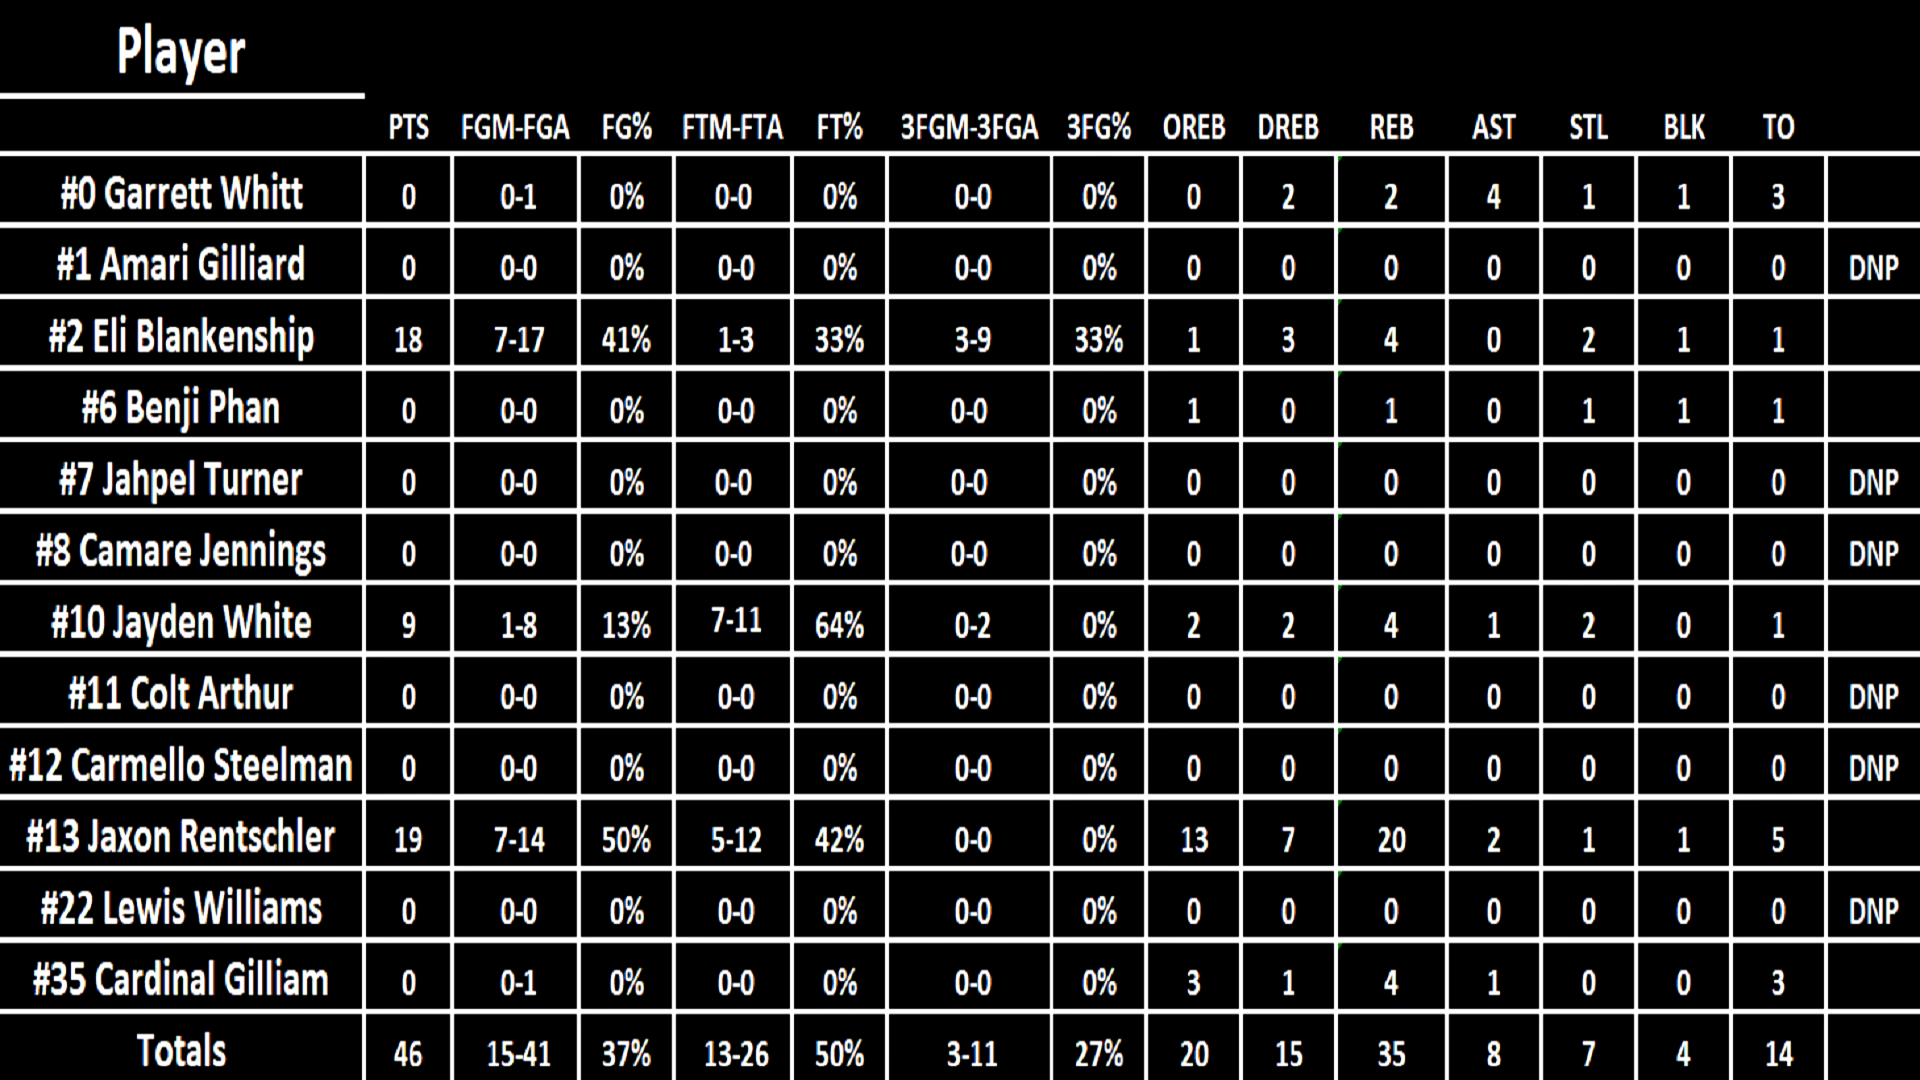 Player
PTS FGM-FGA FG% FTM-FTA FT% 3FGM-3FGA 3FG% OREB DREB REB AST STL BLK TO
#0 Garrett Whitt 0 0-1 0% 0-0 0% 0-0 0% 0 2 2 4 1 1 3
#1 Amari Gilliard 0 0-0 0% 0-0 0% 0-0 0% 0 0 0 0 0 0 0 DNP
#2 Eli Blankenship 18 7-17 41% 1-3 33% 3-9 33% 1 3 4 0 2 1 1
#6 Benji Phan 0 0-0 0% 0-0 0% 0-0 0% 1 0 1 0 1 1 1
#7 Jahpel Turner 0 0-0 0% 0-0 0% 0-0 0% 0 0 0 0 0 0 0 DNP
#8 Camare Jennings 0 0-0 0% 0-0 0% 0-0 0% 0 0 0 0 0 0 0 DNP
#10 Jayden White 9 1-8 13% 7-11 64% 0-2 0% 2 2 4 1 2 0 1
#11 Colt Arthur 0 0-0 0% 0-0 0% 0-0 0% 0 0 0 0 0 0 0 DNP
#12 Carmello Steelman 0 0-0 0% 0-0 0% 0-0 0% 0 0 0 0 0 0 0 DNP
#13 Jaxon Rentschler 19 7-14 50% 5-12 42% 0-0 0% 13 7 20 2 1 1 5
#22 Lewis Williams 0 0-0 0% 0-0 0% 0-0 0% 0 0 0 0 0 0 0 DNP
#35 Cardinal Gilliam 0 0-1 0% 0-0 0% 0-0 0% 3 1 4 1 0 0 3
Totals 46 15-41 37% 13-26 50% 3-11 27% 20 15 35 8 7 4 14